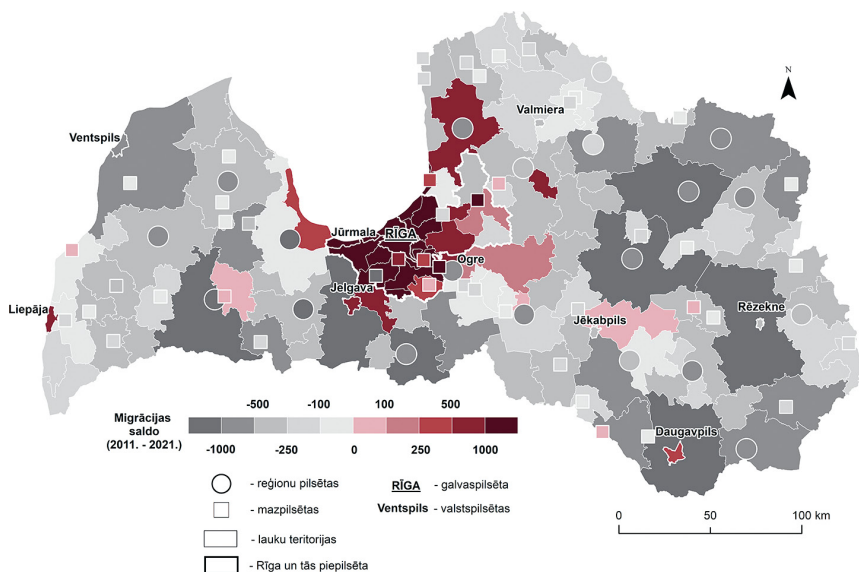 N
Valmiera
Ventspils
Jūrmala
RĪGA
Ogre
Jelgava
Liepāja
Rēzekne
Jēkabpils
Daugavpils
-500 -100 100 500
Migrācijas
saldo
(2011. - 2021.)
-1000 -250 0 250 1000
- reģionu pilsētas
RĪGA - galvaspilsēta
- mazpilsētas
Ventspils - valstspilsētas
- lauku teritorijas
- Rīga un tās piepilsēta
0 50 100 km